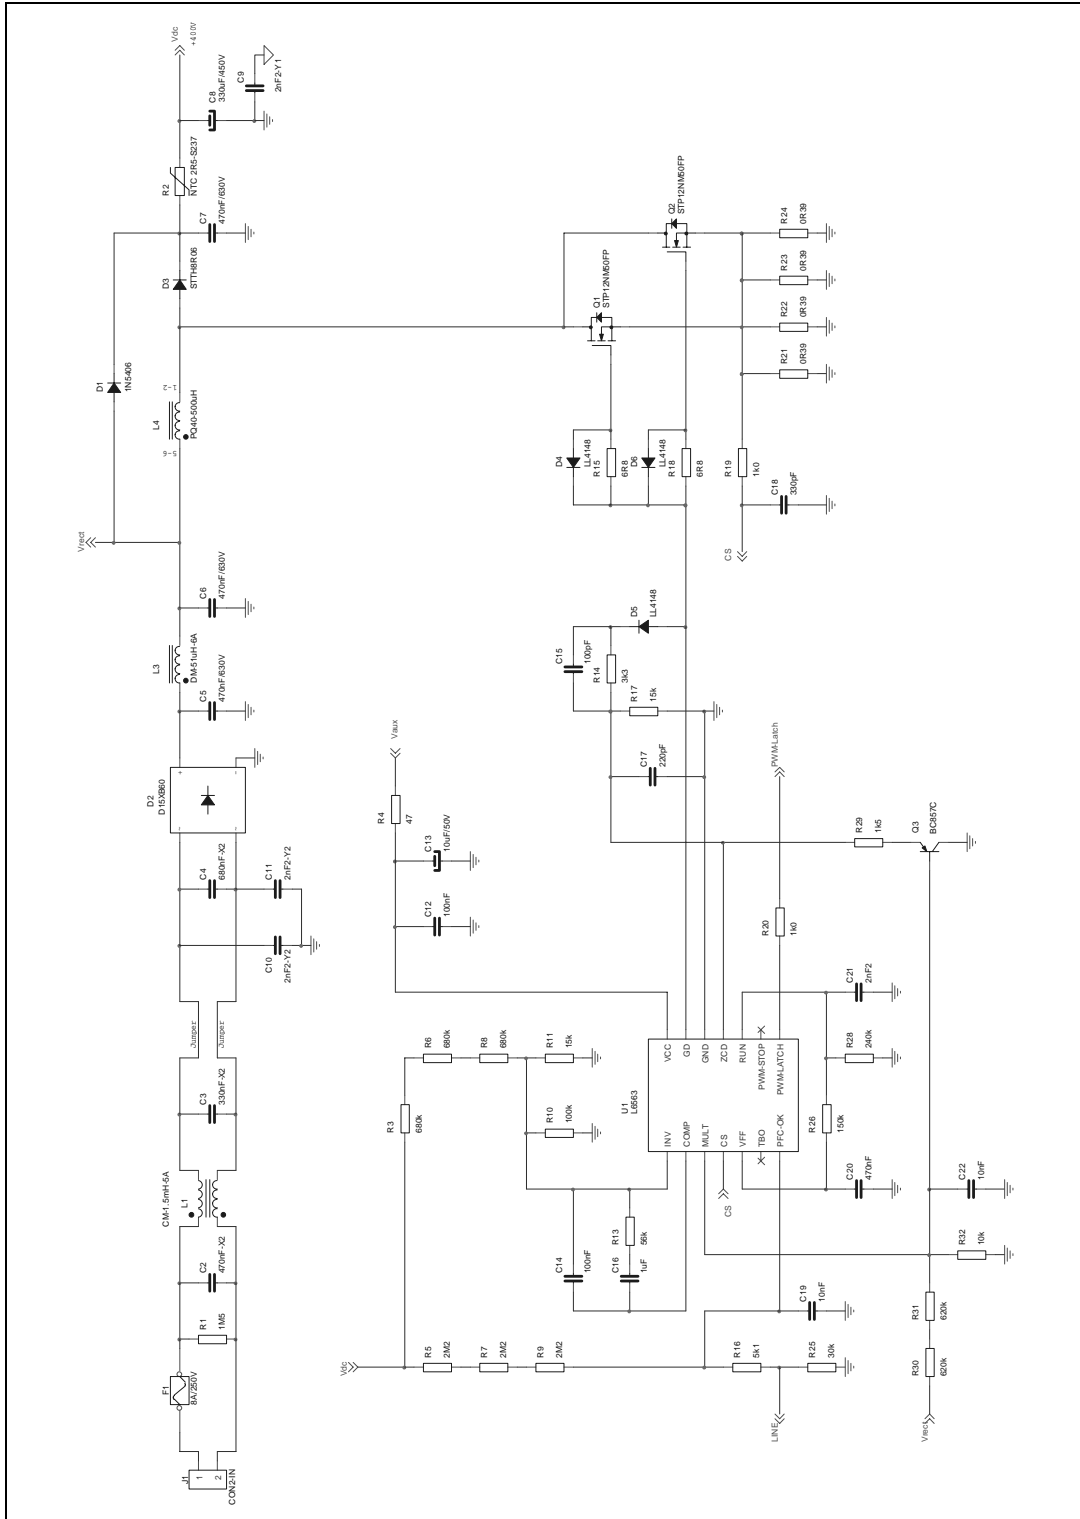 Vdc
+400V
C8
330uF/450V
C9
2nF2-Y1
R2
NTC 2R5-S237
C7
470nF/630V
D3
STTH8R06
D1
1N5406
1-2
L4
PQ40-500uH
5-6
Vrect
C6
470nF/630V
L3
DM-51uH-6A
C5
470nF/630V
D2
D15XB60
+
-
~
~
C4
680nF-X2
C11
2nF2-Y2
C10
2nF2-Y2
Jumper
Jumper
C3
330nF-X2
CM-1.5mH-5A
L1
C2
470nF-X2
R1
1M5
F1
8A/250V
J1
1
2
CON2-IN
Q2
STP12NM50FP
Q1
STP12NM50FP
R24
0R39
R23
0R39
R22
0R39
R21
0R39
D4
LL4148
R15
6R8
D6
LL4148
R18
6R8
R19
1k0
C18
330pF
CS
D5
LL4148
C15
100pF
R14
3k3
R17
15k
C17
220pF
Vaux
R4
47
C13
10uF/50V
C12
100nF
PWM-Latch
R29
1k5
Q3
BC857C
R20
1k0
C21
2nF2
R28
240k
R26
150k
C20
470nF
C22
10nF
R32
10k
R31
620k
R30
620k
Vrect
U1
L6563
VCC
GD
GND
ZCD
RUN
PWM-STOP
PWM-LATCH
INV
COMP
MULT
CS
VFF
TBO
PFC-OK
CS
R6
680k
R8
680k
R11
15k
R10
100k
R3
680k
C14
100nF
R13
56k
C16
1uF
C19
10nF
Vdc
R5
2M2
R7
2M2
R9
2M2
R16
5k1
R25
30k
LINE